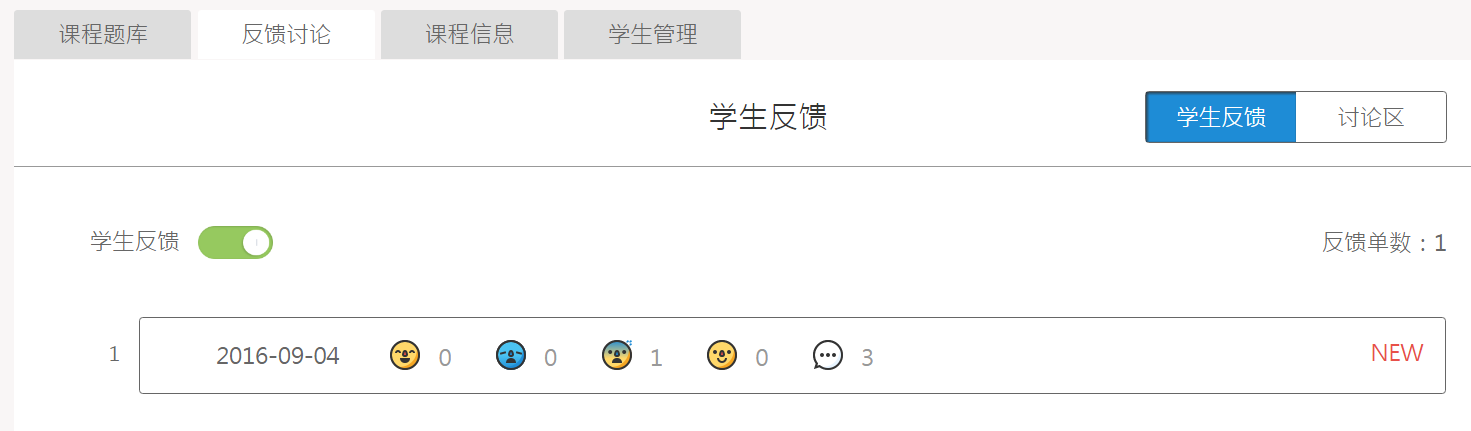 课程题库 反馈讨论 课程信息 学生管理
学生反馈 学生反馈 讨论区
学生反馈 反馈单数：1
1 2016-09-04 0 0 1 0 3 NEW